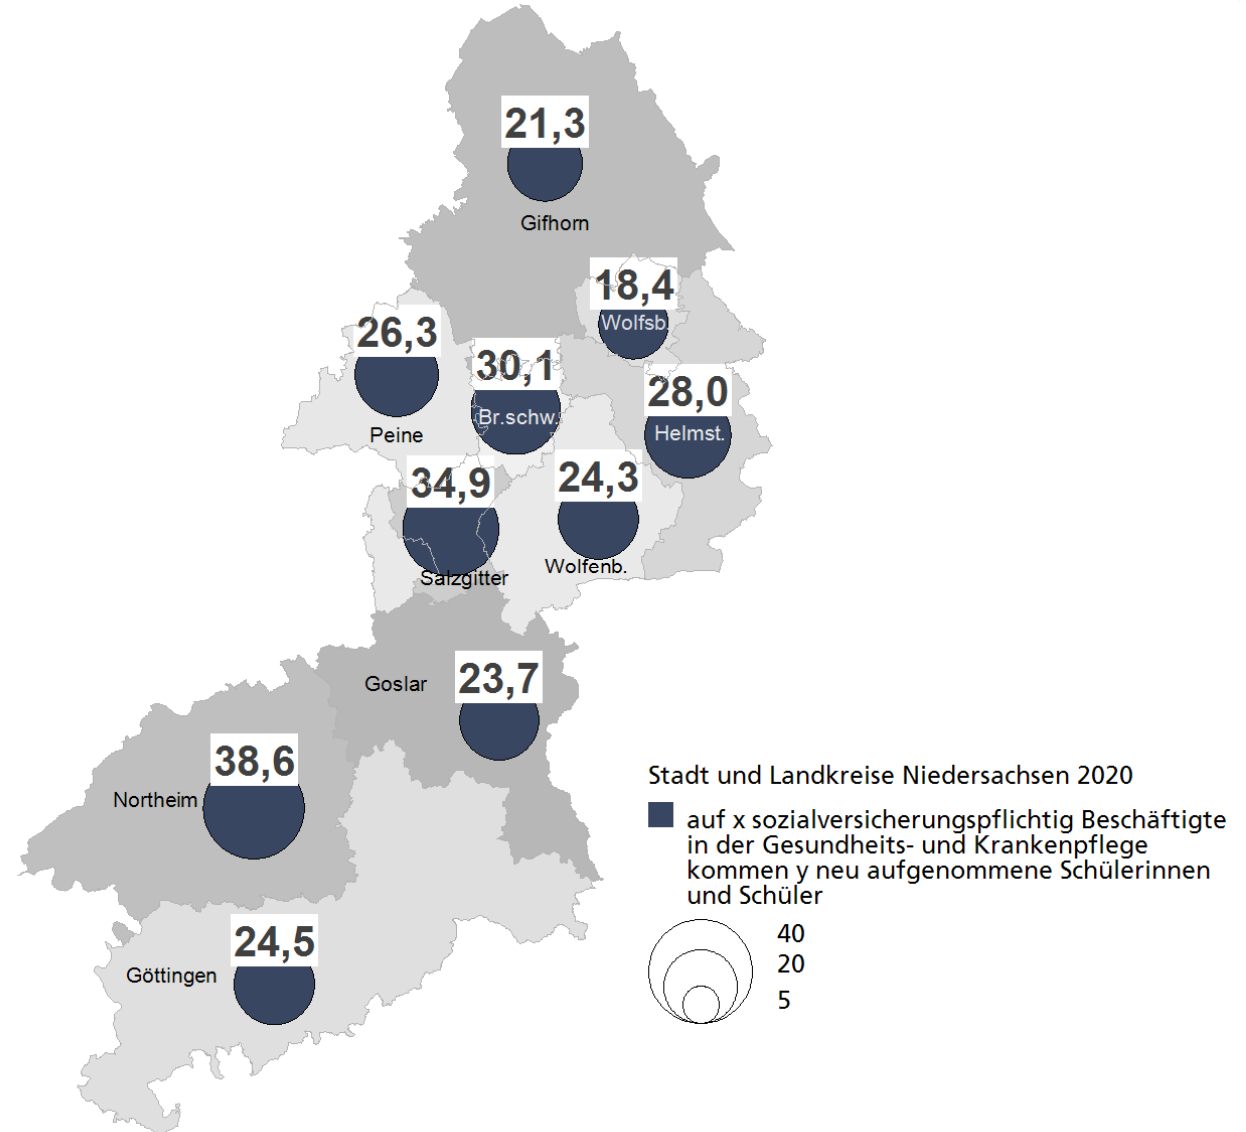 21,3
Gifhorn
18,4
Wolfsb.
26,3
Peine
30,1
Br.schw.
28,0
Helmst.
34,9
Salzgitter
24,3
Wolfenb.
Goslar
23,7
38,6
Northeim
24,5
Göttingen
Stadt und Landkreise Niedersachsen 2020
auf x sozialversicherungspflichtig Beschäftigte
in der Gesundheits- und Krankenpflege
kommen y neu aufgenommene Schülerinnen
und Schüler
40
20
5